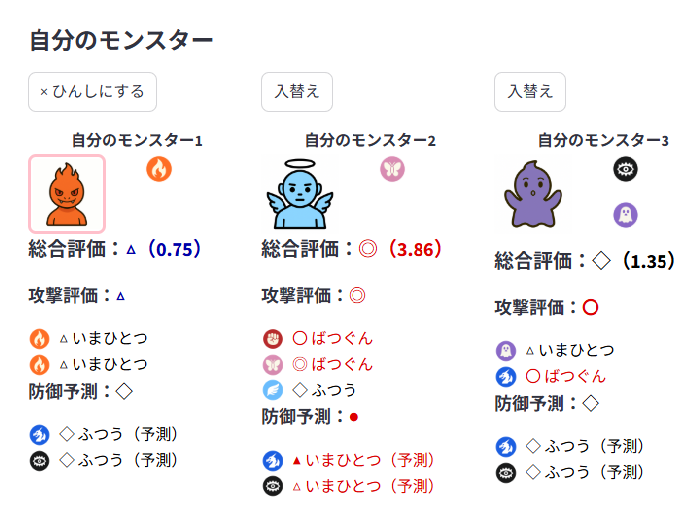 自分のモンスター
× ひんしにする
入替え
入替え
自分のモンスター1
総合評価：▵（0.75）
攻撃評価：▵
▵ いまひとつ
▵ いまひとつ
防御予測：◇
◇ ふつう（予測）
◇ ふつう（予測）
自分のモンスター2
総合評価：◎（3.86）
攻撃評価：◎
〇 ばつぐん
◎ ばつぐん
◇ ふつう
防御予測：●
▲ いまひとつ（予測）
▵ いまひとつ（予測）
自分のモンスター3
総合評価：◇（1.35）
攻撃評価：〇
▵ いまひとつ
〇 ばつぐん
防御予測：◇
◇ ふつう（予測）
◇ ふつう（予測）